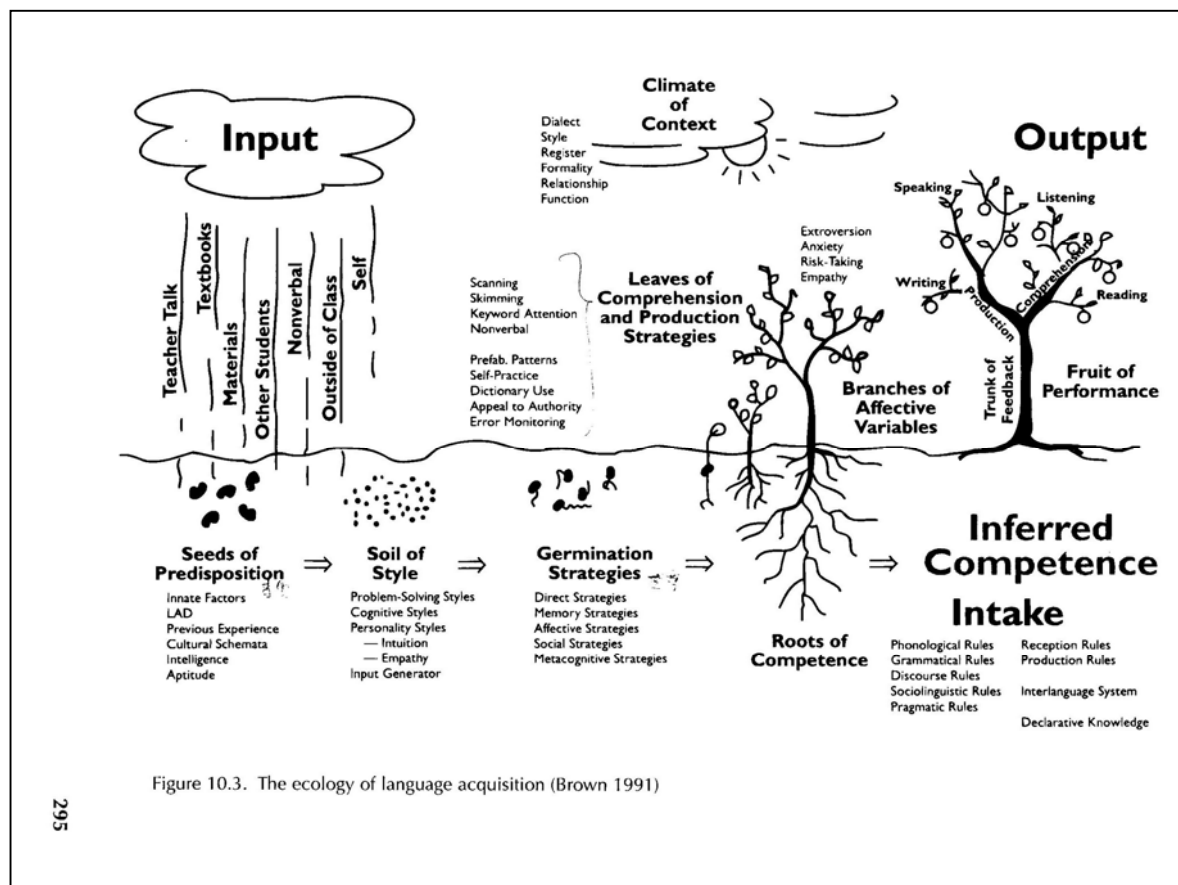 Input
Teacher Talk
Textbooks
Materials
Other Students
Nonverbal
Outside of Class
Self
Climate
of
Context
Dialect
Style
Register
Formality
Relationship
Function
Output
Speaking
Listening
Writing
Reading
Production
Comprehension
Trunk of
Feedback
Fruit of
Performance
Scanning
Skimming
Keyword Attention
Nonverbal
Prefab. Patterns
Self-Practice
Dictionary Use
Appeal to Authority
Error Monitoring
Leaves of
Comprehension
and Production
Strategies
Extroversion
Anxiety
Risk-Taking
Empathy
Branches of
Affective
Variables
Seeds of
Predisposition
Innate Factors
LAD
Previous Experience
Cultural Schemata
Intelligence
Aptitude
Soil of
Style
Problem-Solving Styles
Cognitive Styles
Personality Styles
— Intuition
— Empathy
Input Generator
Germination
Strategies
Direct Strategies
Memory Strategies
Affective Strategies
Social Strategies
Metacognitive Strategies
Roots of
Competence
Inferred
Competence
Intake
Phonological Rules
Grammatical Rules
Discourse Rules
Sociolinguistic Rules
Pragmatic Rules
Reception Rules
Production Rules
Interlanguage System
Declarative Knowledge
Figure 10.3. The ecology of language acquisition (Brown 1991)
295